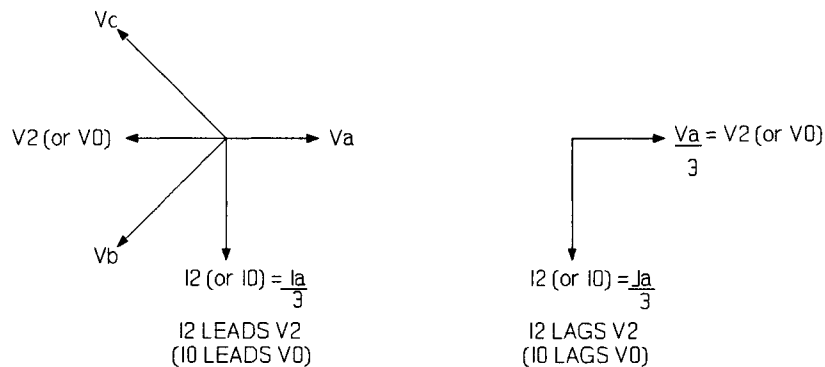 Vc
V2 (or V0)
Va
Vb
I2 (or I0) = Ia
3
I2 LEADS V2
(I0 LEADS V0)
Va = V2 (or V0)
3
I2 (or I0) = Ia
3
I2 LAGS V2
(I0 LAGS V0)